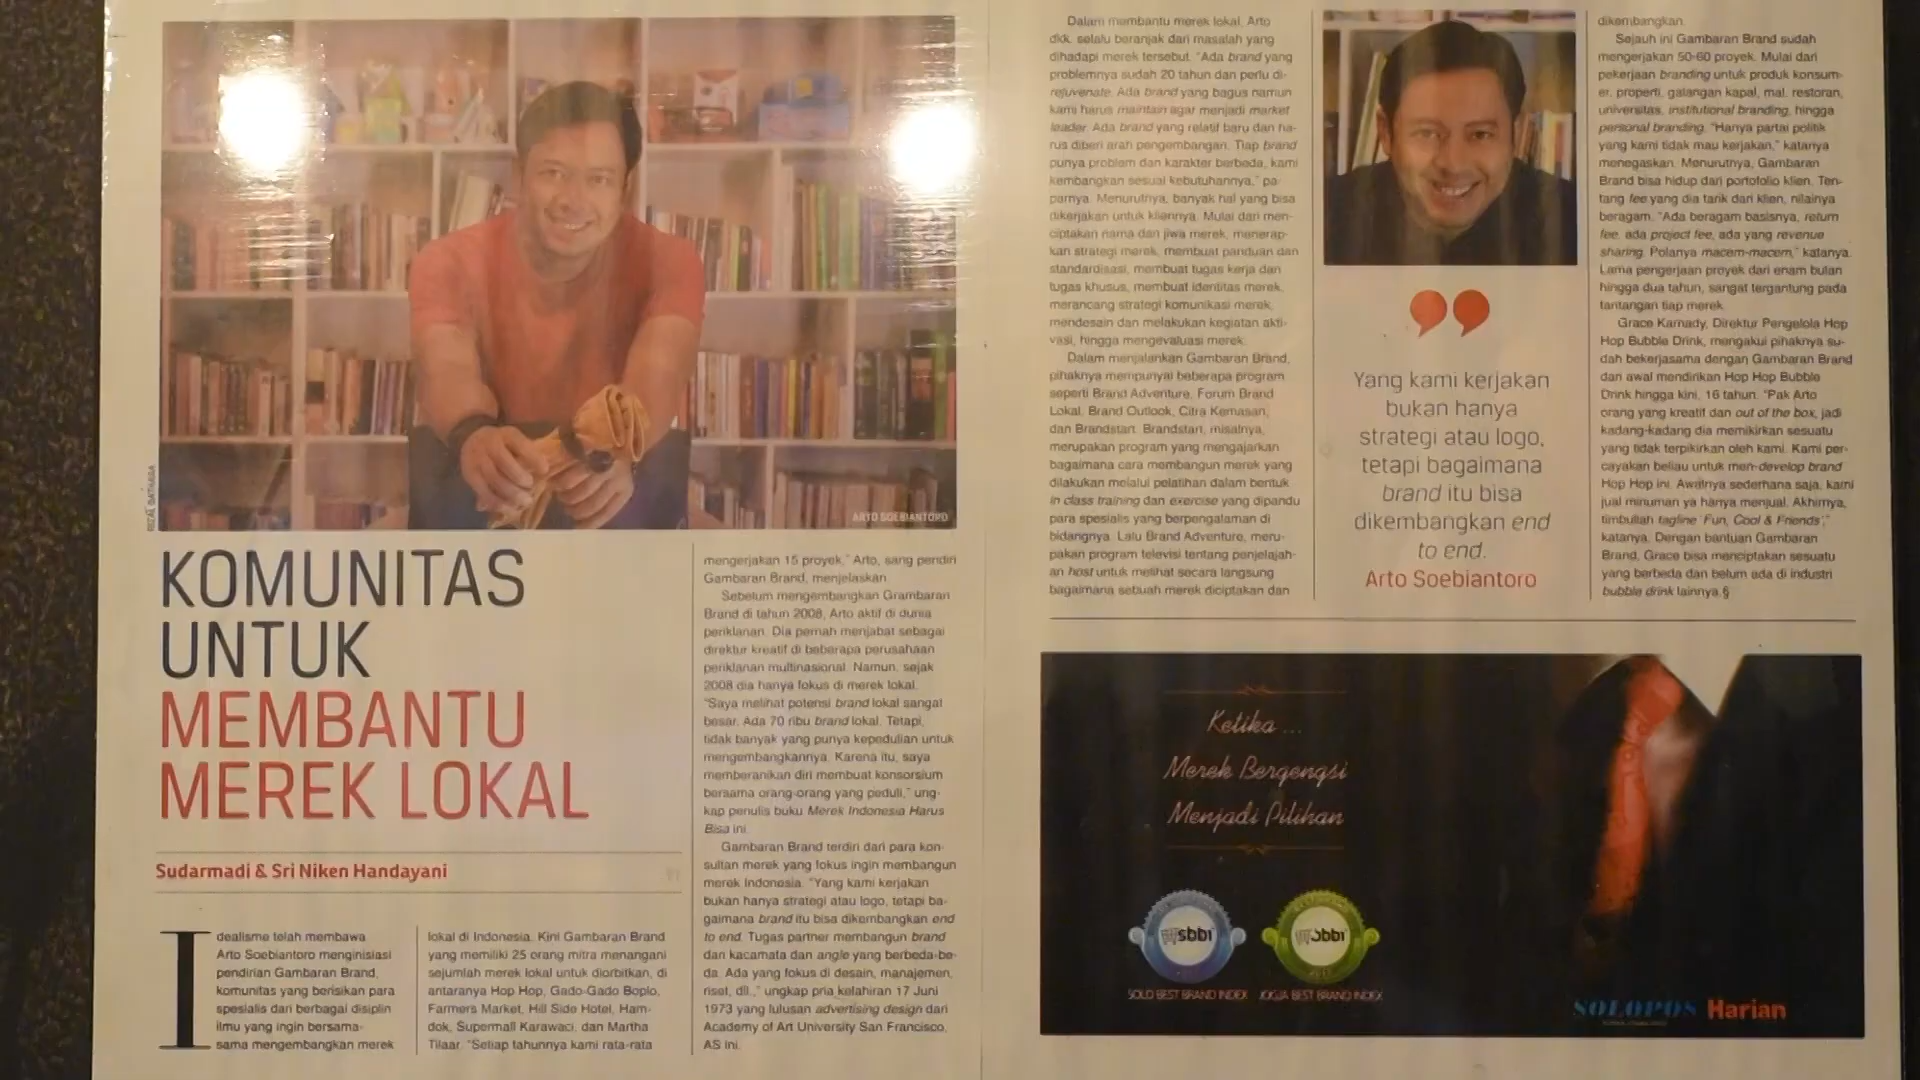 RIZAL SATHARA
ARTO SOEBIANTORO
KOMUNITAS
UNTUK
MEMBANTU
MEREK LOKAL
Sudarmadi & Sri Niken Handayani
Idealisme telah membawa
Arto Soebiantoro menginisiasi
pendirian Gambaran Brand,
komunitas yang berisikan para
spesialis dari berbagai disiplin
ilmu yang ingin bersama-
sama mengembangkan merek
lokal di Indonesia. Kini Gambaran Brand
yang memiliki 25 orang mitra menangani
sejumlah merek lokal untuk diorbitkan, di
antaranya Hop Hop, Gado-Gado Boplo,
Farmers Market, Hill Side Hotel, Ham-
dok, Supermall Karawaci, dan Martha
Tilaar. "Setiap tahunnya kami rata-rata
mengerjakan 15 proyek," Arto, sang pendiri
Gambaran Brand, menjelaskan.
Sebelum mengembangkan Grambaran
Brand di tahun 2008, Arto aktif di dunia
periklanan. Dia pernah menjabat sebagai
direktur kreatif di beberapa perusahaan
periklanan multinasional. Namun, sejak
2008 dia hanya fokus di merek lokal.
"Saya melihat potensi brand lokal sangat
besar. Ada 70 ribu brand lokal. Tetapi,
tidak banyak yang punya kepedulian untuk
mengembangkannya. Karena itu, saya
memberanikan diri membuat konsorsium
bersama orang-orang yang peduli," ung-
kap penulis buku Merek Indonesia Harus
Bisa ini.
Gambaran Brand terdiri dari para kon-
sultan merek yang fokus ingin membangun
merek Indonesia. "Yang kami kerjakan
bukan hanya strategi atau logo, tetapi ba-
gaimana brand itu bisa dikembangkan end
to end. Tugas partner membangun brand
dan kacamata dan angle yang berbeda-be-
da. Ada yang fokus di desain, manajemen,
riset, dll.," ungkap pria kelahiran 17 Juni
1973 yang lulusan advertising design dari
Academy of Art University San Francisco,
AS ini.
Dalam membantu merek lokal, Arto
dkk. selalu beranjak dari masalah yang
dihadapi merek tersebut. "Ada brand yang
problemnya sudah 20 tahun dan perlu di-
rejuvenate. Ada brand yang bagus namun
kami harus maintain agar menjadi market
leader. Ada brand yang relatif baru dan ha-
rus diberi arah pengembangan. Tiap brand
punya problem dan karakter berbeda, kami
kembangkan sesuai kebutuhannya," pa-
parnya. Menurutnya, banyak hal yang bisa
dikerjakan untuk kliennya. Mulai dari men-
ciptakan nama dan jiwa merek, menerap-
kan strategi merek, membuat panduan dan
standardisasi, membuat tugas kerja dan
tugas khusus, membuat identitas merek,
merancang strategi komunikasi merek,
mendesain dan melakukan kegiatan akti-
vasi, hingga mengevaluasi merek.
Dalam menjalankan Gambaran Brand,
pihaknya mempunyai beberapa program
seperti Brand Adventure, Forum Brand
Lokal, Brand Outlook, Citra Kemasan,
dan Brandstart. Brandstart, misalnya,
merupakan program yang mengajarkan
bagaimana cara membangun merek yang
dilakukan melalui pelatihan dalam bentuk
in class training dan exercise yang dipandu
para spesialis yang berpengalaman di
bidangnya. Lalu Brand Adventure, meru-
pakan program televisi tentang penjelajah-
an host untuk melihat secara langsung
bagaimana sebuah merek diciptakan dan
Yang kami kerjakan
bukan hanya
strategi atau logo,
tetapi bagaimana
brand itu bisa
dikembangkan end
to end.
Arto Soebiantoro
dikembangkan.
Sejauh ini Gambaran Brand sudah
mengerjakan 50-60 proyek. Mulai dari
pekerjaan branding untuk produk konsum-
er, properti, galangan kapal, mal, restoran,
universitas, institutional branding, hingga
personal branding. "Hanya partai politik
yang kami tidak mau kerjakan," katanya
menegaskan. Menurutnya, Gambaran
Brand bisa hidup dari portofolio klien. Ten-
tang fee yang dia tarik dari klien, nilainya
beragam. "Ada beragam basisnya, return
fee, ada project fee, ada yang revenue
sharing. Polanya macem-macem," katanya.
Lama pengerjaan proyek dari enam bulan
hingga dua tahun, sangat tergantung pada
tantangan tiap merek.
Grace Karnady, Direktur Pengelola Hop
Hop Bubble Drink, mengakui pihaknya su-
dah bekerjasama dengan Gambaran Brand
dari awal mendirikan Hop Hop Bubble
Drink hingga kini, 16 tahun. "Pak Arto
orang yang kreatif dan out of the box, jadi
kadang-kadang dia memikirkan sesuatu
yang tidak terpikirkan oleh kami. Kami per-
cayakan beliau untuk men-develop brand
Hop Hop ini. Awalnya sederhana saja, kami
jual minuman ya hanya menjual. Akhirnya,
timbullah tagline 'Fun, Cool & Friends',"
katanya. Dengan bantuan Gambaran
Brand, Grace bisa menciptakan sesuatu
yang berbeda dan belum ada di industri
bubble drink lainnya.§
Ketika ...
Merek Bergengsi
Menjadi Pilihan
sbbi
jbbi
SOLO BEST BRAND INDEX
JOGJA BEST BRAND INDEX
SOLOPOS
Harian